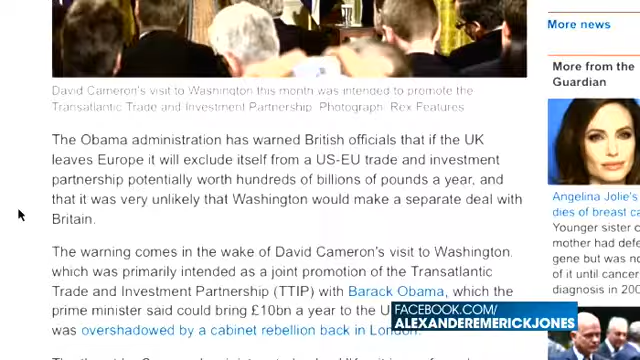 More news
More from the
Guardian
David Cameron's visit to Washington this month was intended to promote the
Transatlantic Trade and Investment Partnership. Photograph: Rex Features
The Obama administration has warned British officials that if the UK
leaves Europe it will exclude itself from a US-EU trade and investment
partnership potentially worth hundreds of billions of pounds a year, and
that it was very unlikely that Washington would make a separate deal with
Britain.
The warning comes in the wake of David Cameron's visit to Washington,
which was primarily intended as a joint promotion of the Transatlantic
Trade and Investment Partnership (TTIP) with Barack Obama, which the
prime minister said could bring £10bn a year to the U
was overshadowed by a cabinet rebellion back in London.
Angelina Jolie's
dies of breast ca
Younger sister o
mother had defe
gene but was no
of it until cancer
diagnosis in 200
FACEBOOK.COM/
ALEXANDEREMERICKJONES